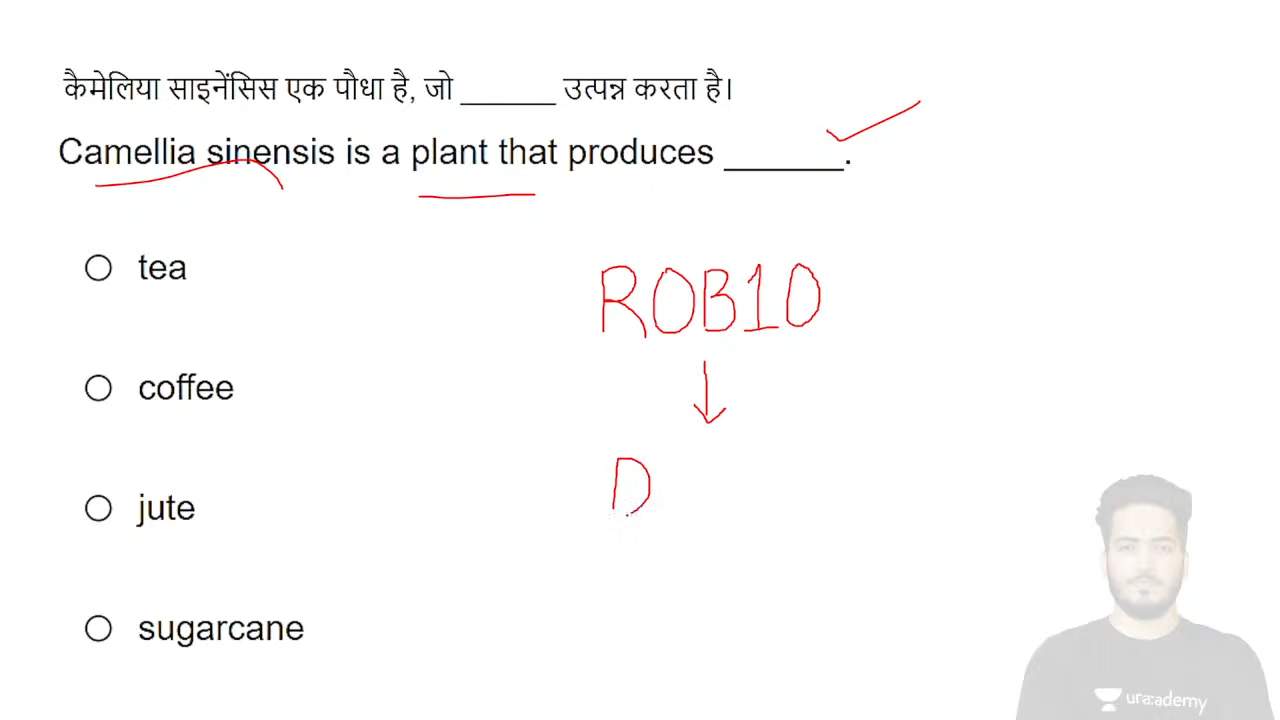 कैमेलिया साइनेंसिस एक पौधा है, जो ______ उत्पन्न करता है।
Camellia sinensis is a plant that produces ______.
tea
ROB10
coffee
D
jute
sugarcane
unacademy